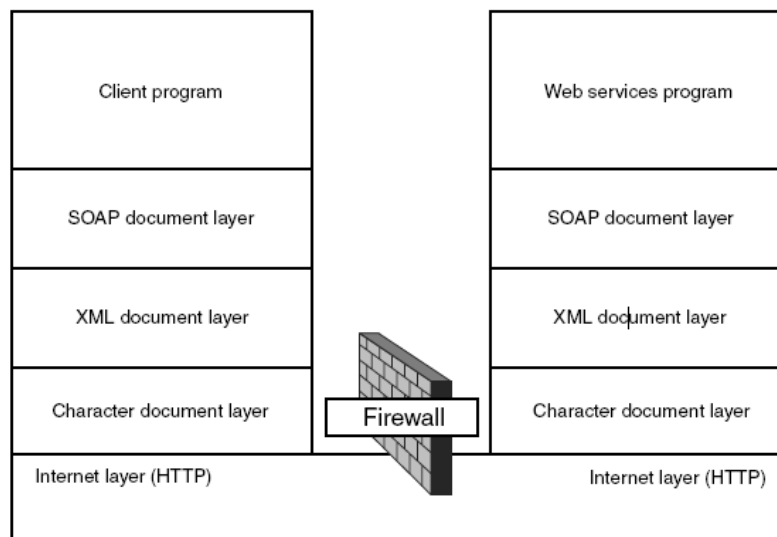 Client program
Web services program
SOAP document layer
SOAP document layer
XML document layer
XML document layer
Character document layer
Firewall
Character document layer
Internet layer (HTTP)
Internet layer (HTTP)